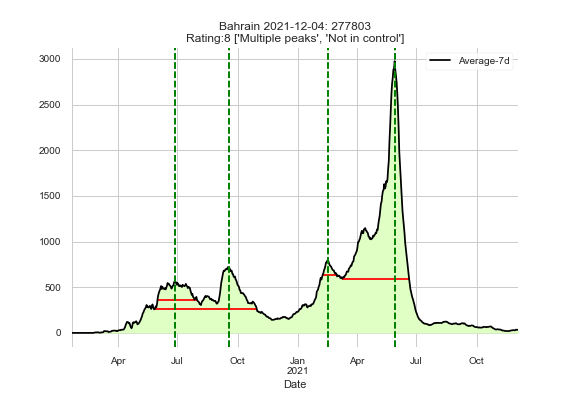 Bahrain 2021-12-04: 277803
Rating:8 ['Multiple peaks', 'Not in control']
Average-7d
3000
2500
2000
1500
1000
500
0
Apr Jul Oct Jan Apr Jul Oct
2021
Date